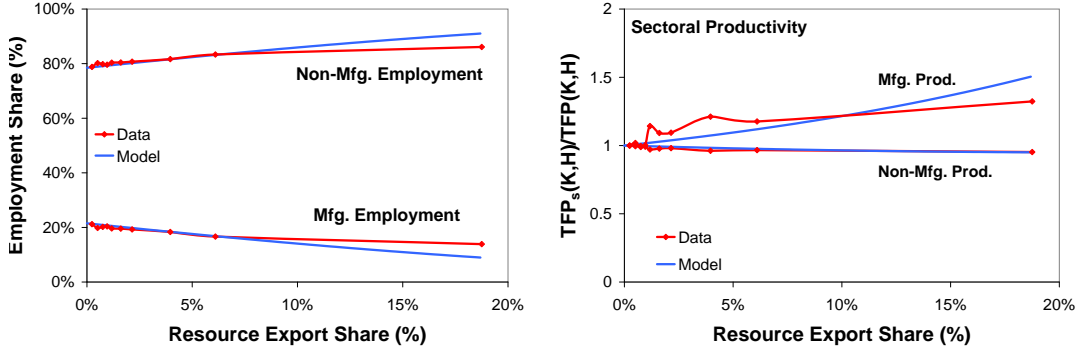 Employment Share (%)
100%
80%
60%
40%
20%
0%
Non-Mfg. Employment
Data
Model
Mfg. Employment
0%
5%
10%
15%
20%
Resource Export Share (%)
TFPs(K,H)/TFP(K,H)
2
1.5
1
0.5
0
Sectoral Productivity
Mfg. Prod.
Non-Mfg. Prod.
Data
Model
0%
5%
10%
15%
20%
Resource Export Share (%)